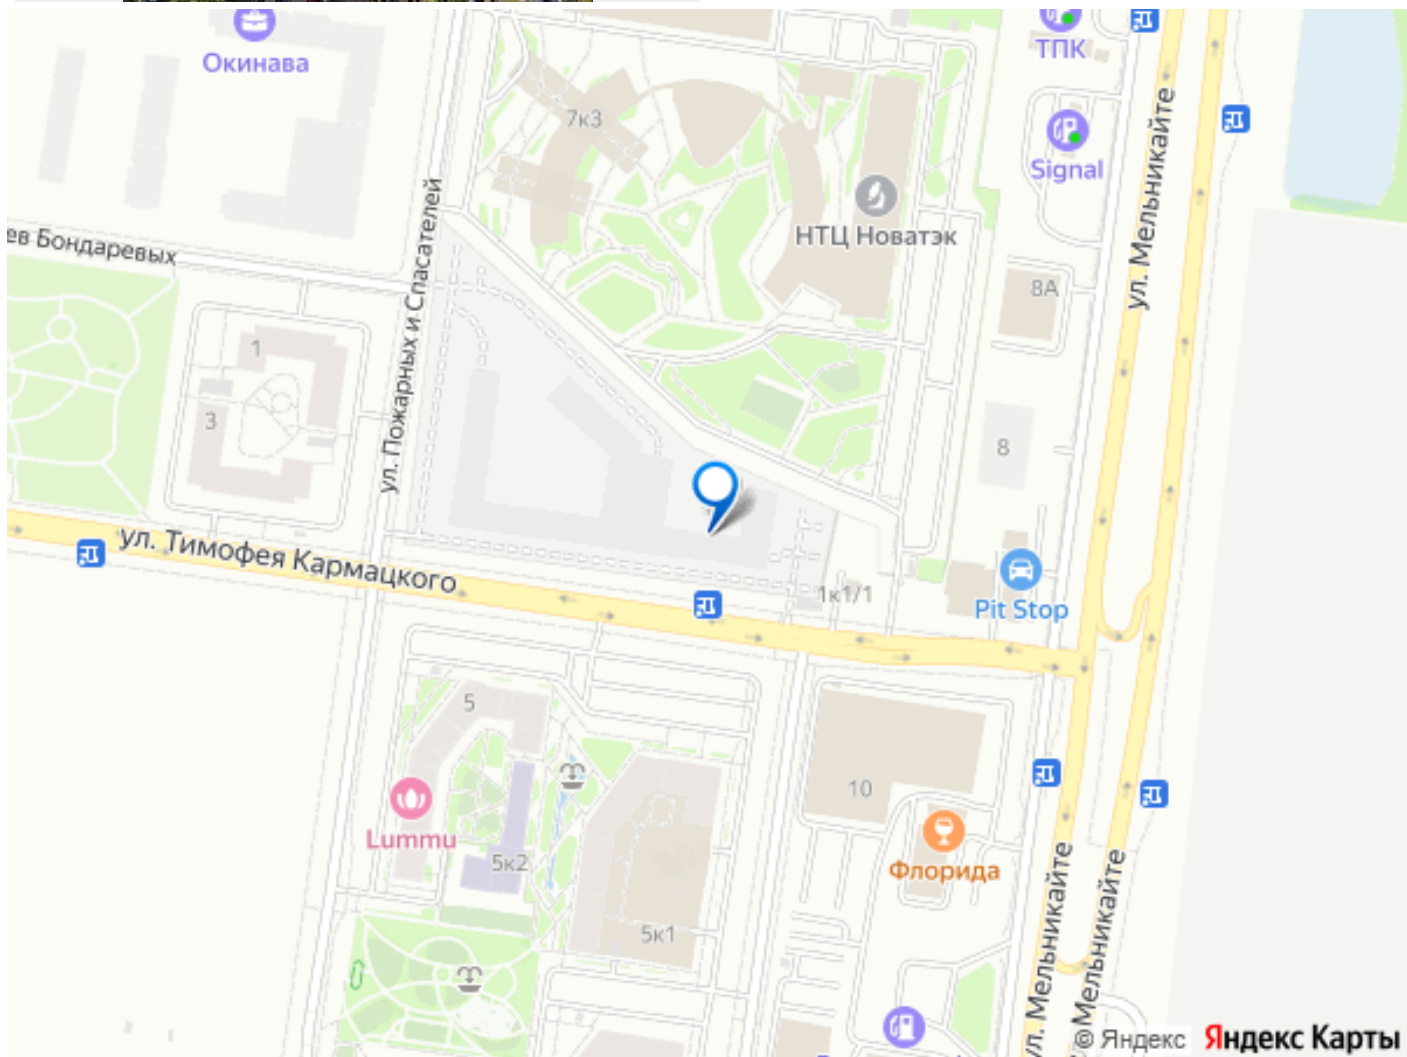 Окинава
ТПК
7к3
Signal
ул. Мельникайте
НТЦ Новатэк
ев Бондаревых
ул. Пожарных и Спасателей
8А
1
3
8
ул. Тимофея Кармацкого
1к1/1
Pit Stop
5
10
Lummu
5к2
Флорида
5к1
ул. Мельникайте
Мельникайте
© Яндекс Яндекс Карты